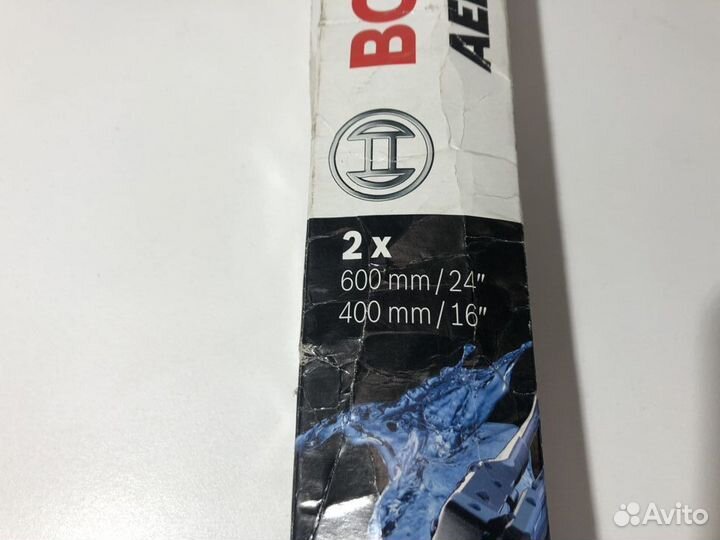 BO
AE
2 x
600 mm / 24"
400 mm / 16"
Avito